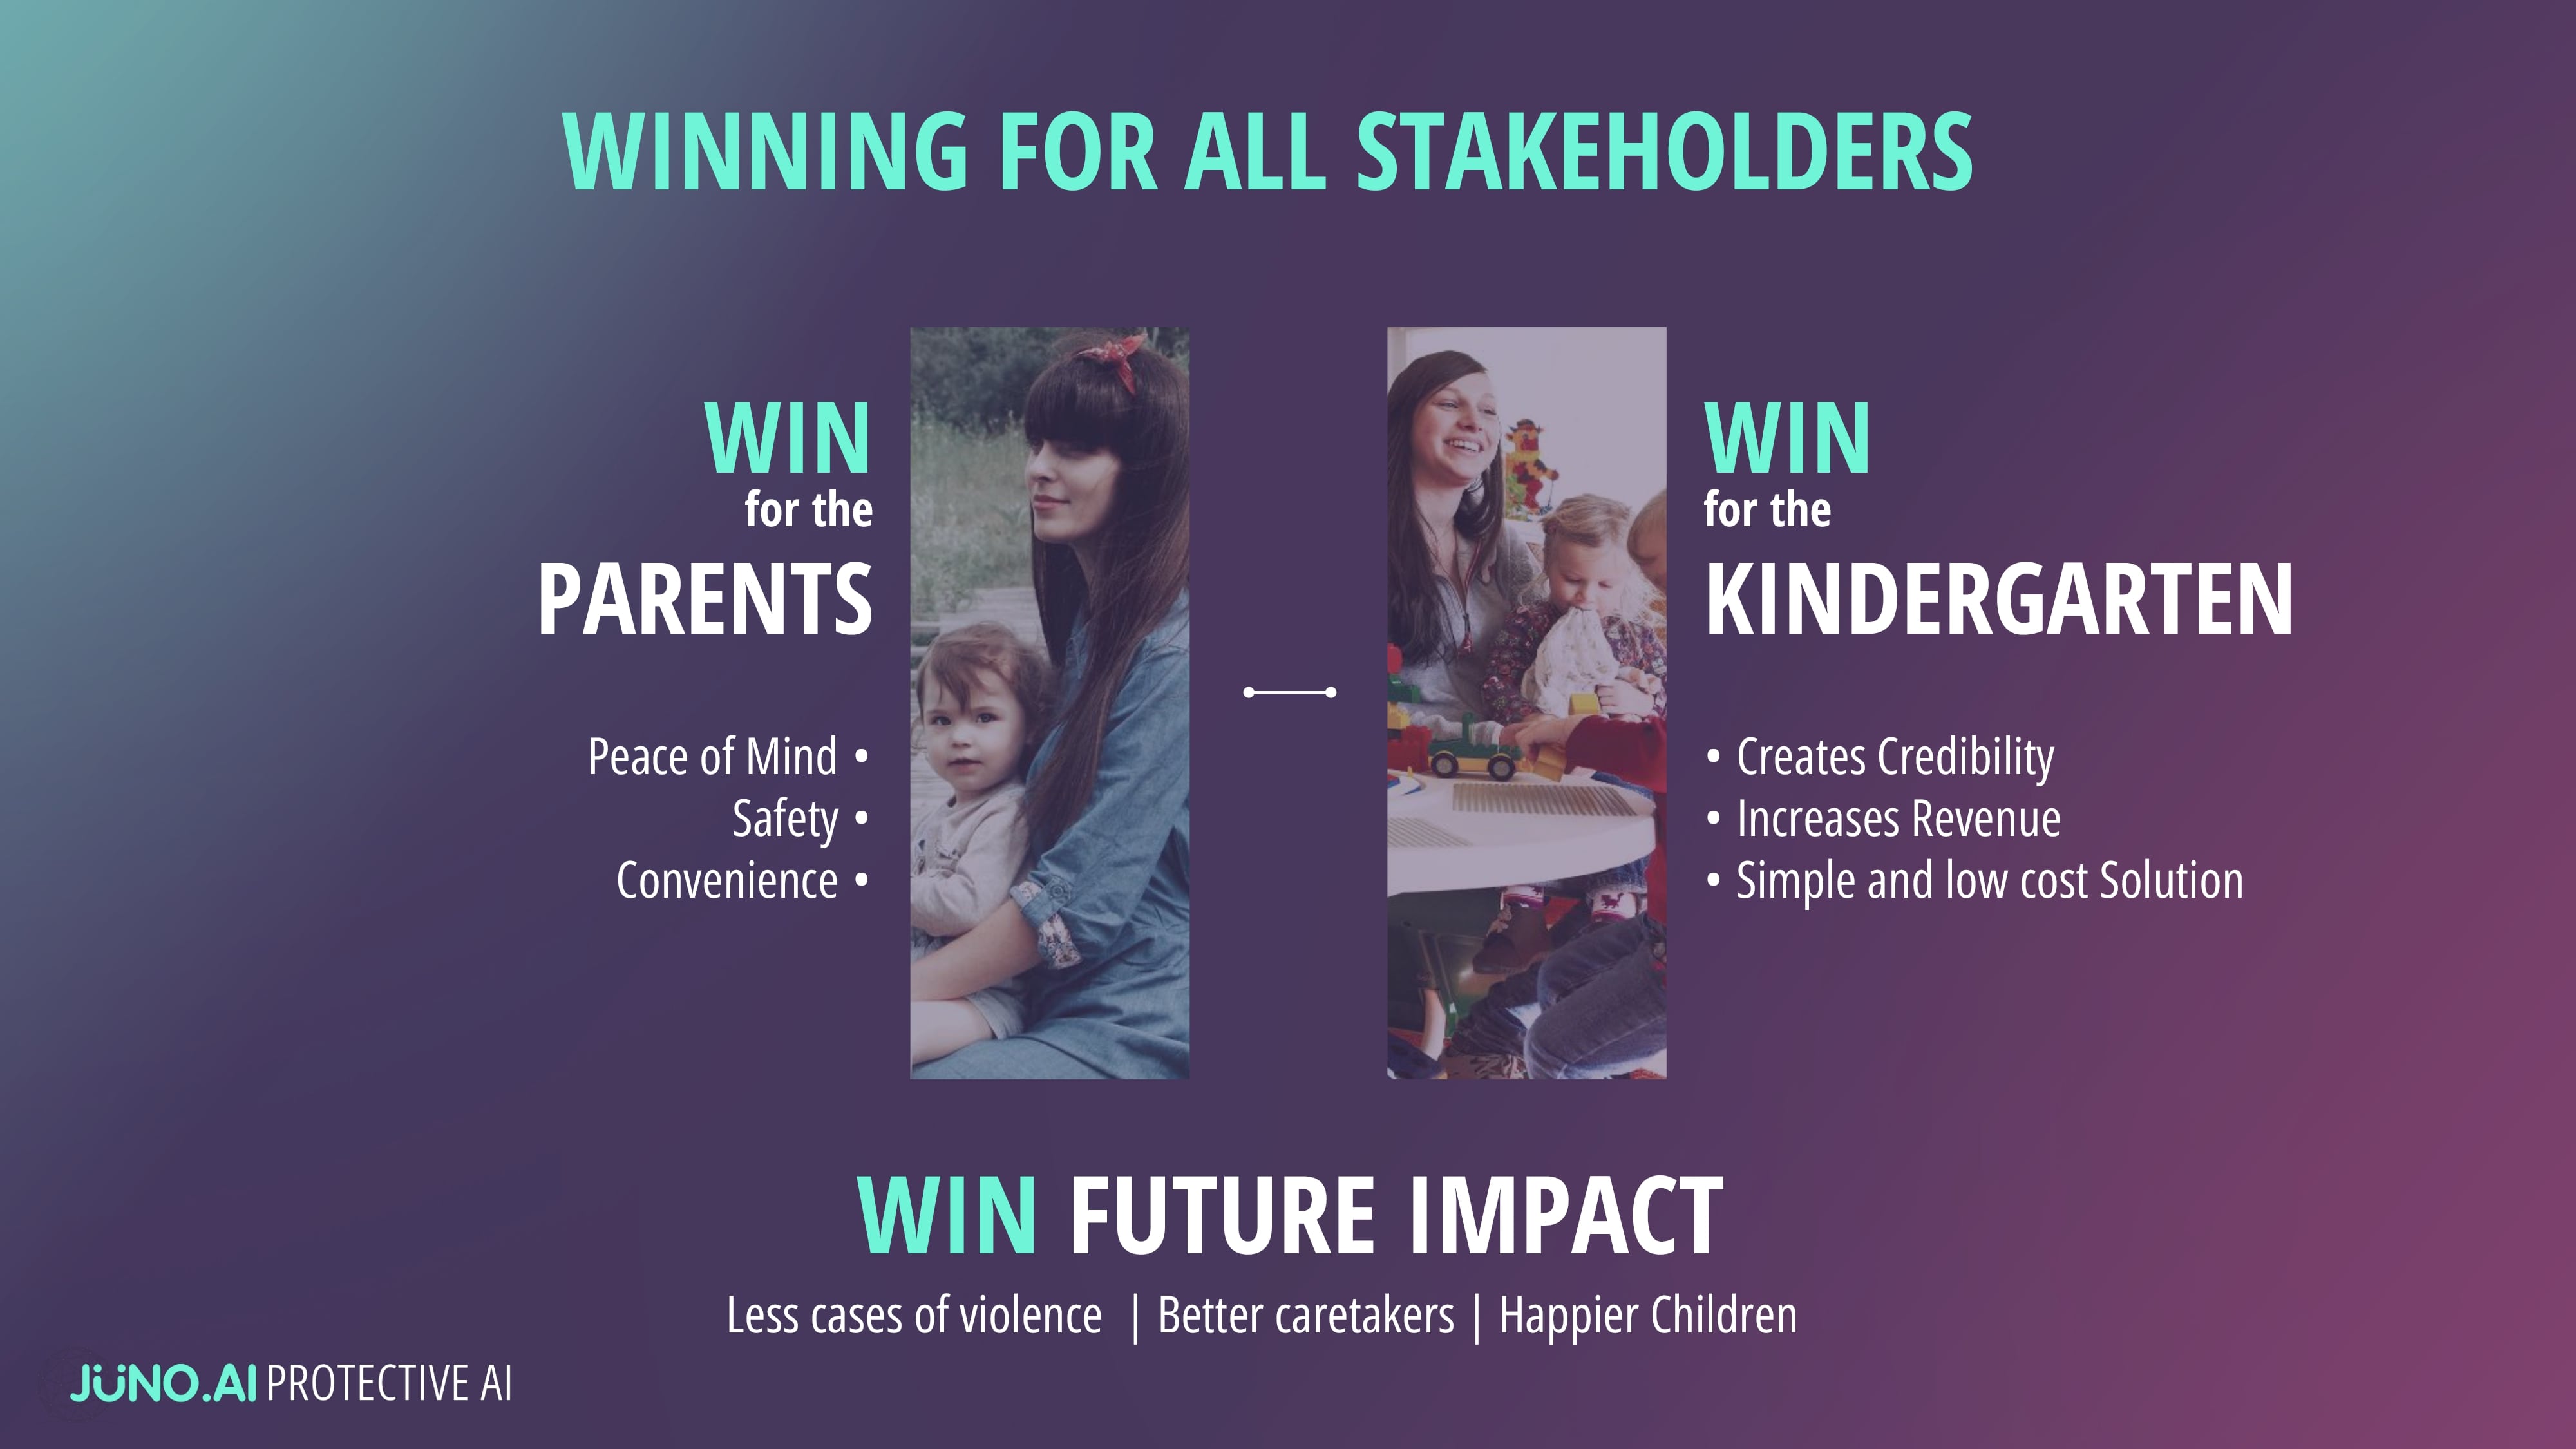 WINNING FOR ALL STAKEHOLDERS
WIN
for the
PARENTS
Peace of Mind •
Safety •
Convenience •
WIN
for the
KINDERGARTEN
• Creates Credibility
• Increases Revenue
• Simple and low cost Solution
WIN FUTURE IMPACT
Less cases of violence | Better caretakers | Happier Children
JÜNO.AI PROTECTIVE AI